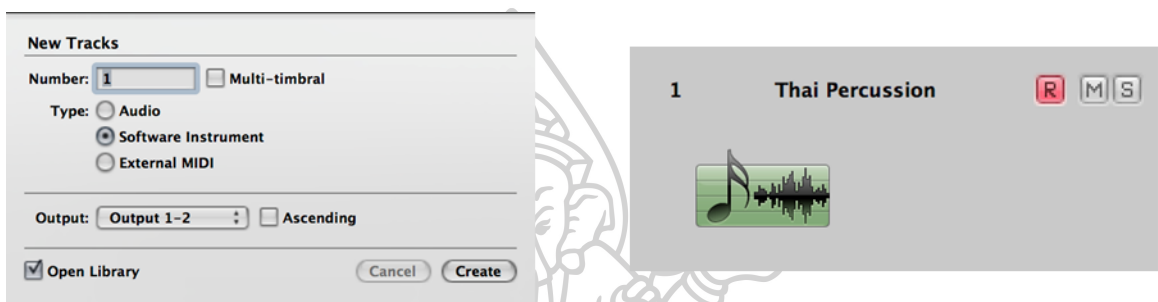 New Tracks
Number: 1 Multi-timbral
Type: Audio
Software Instrument
External MIDI
Output: Output 1-2 Ascending
Open Library Cancel Create
1 Thai Percussion R M S